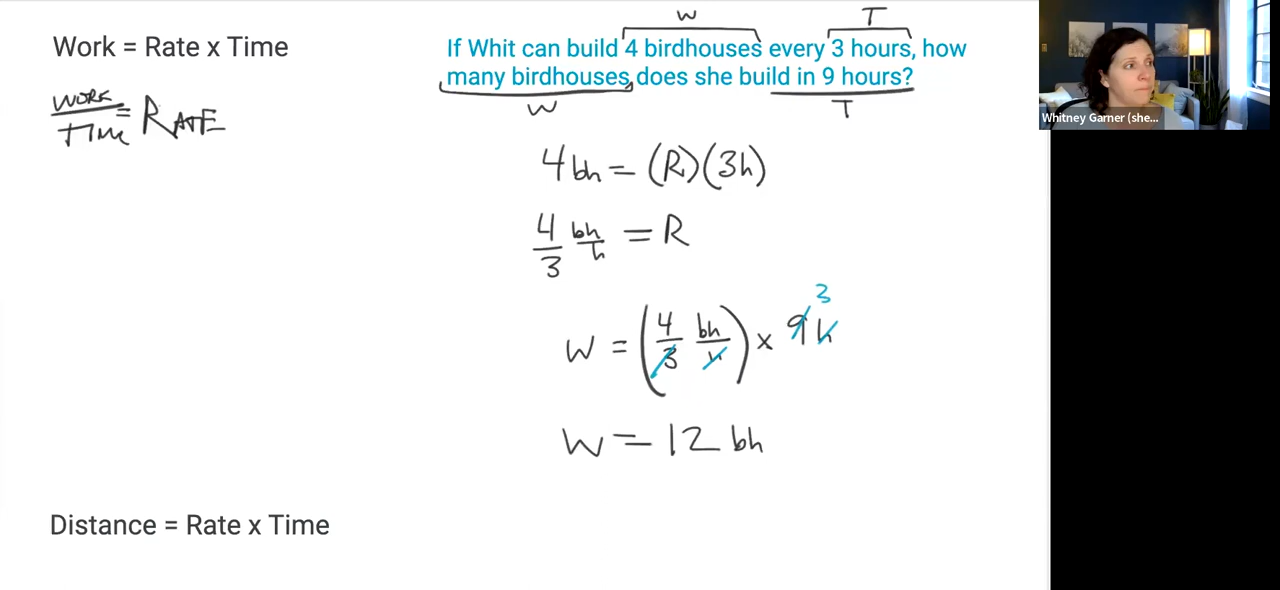 Work = Rate x Time
WORK
TIME
= RATE
W
T
If Whit can build 4 birdhouses every 3 hours, how
many birdhouses, does she build in 9 hours?
W
T
4 bh = (R)(3h)
4/3 bh/h = R
3
W = (4/3 bh/h) x 9h
W = 12 bh
Distance = Rate x Time
Whitney Garner (she...